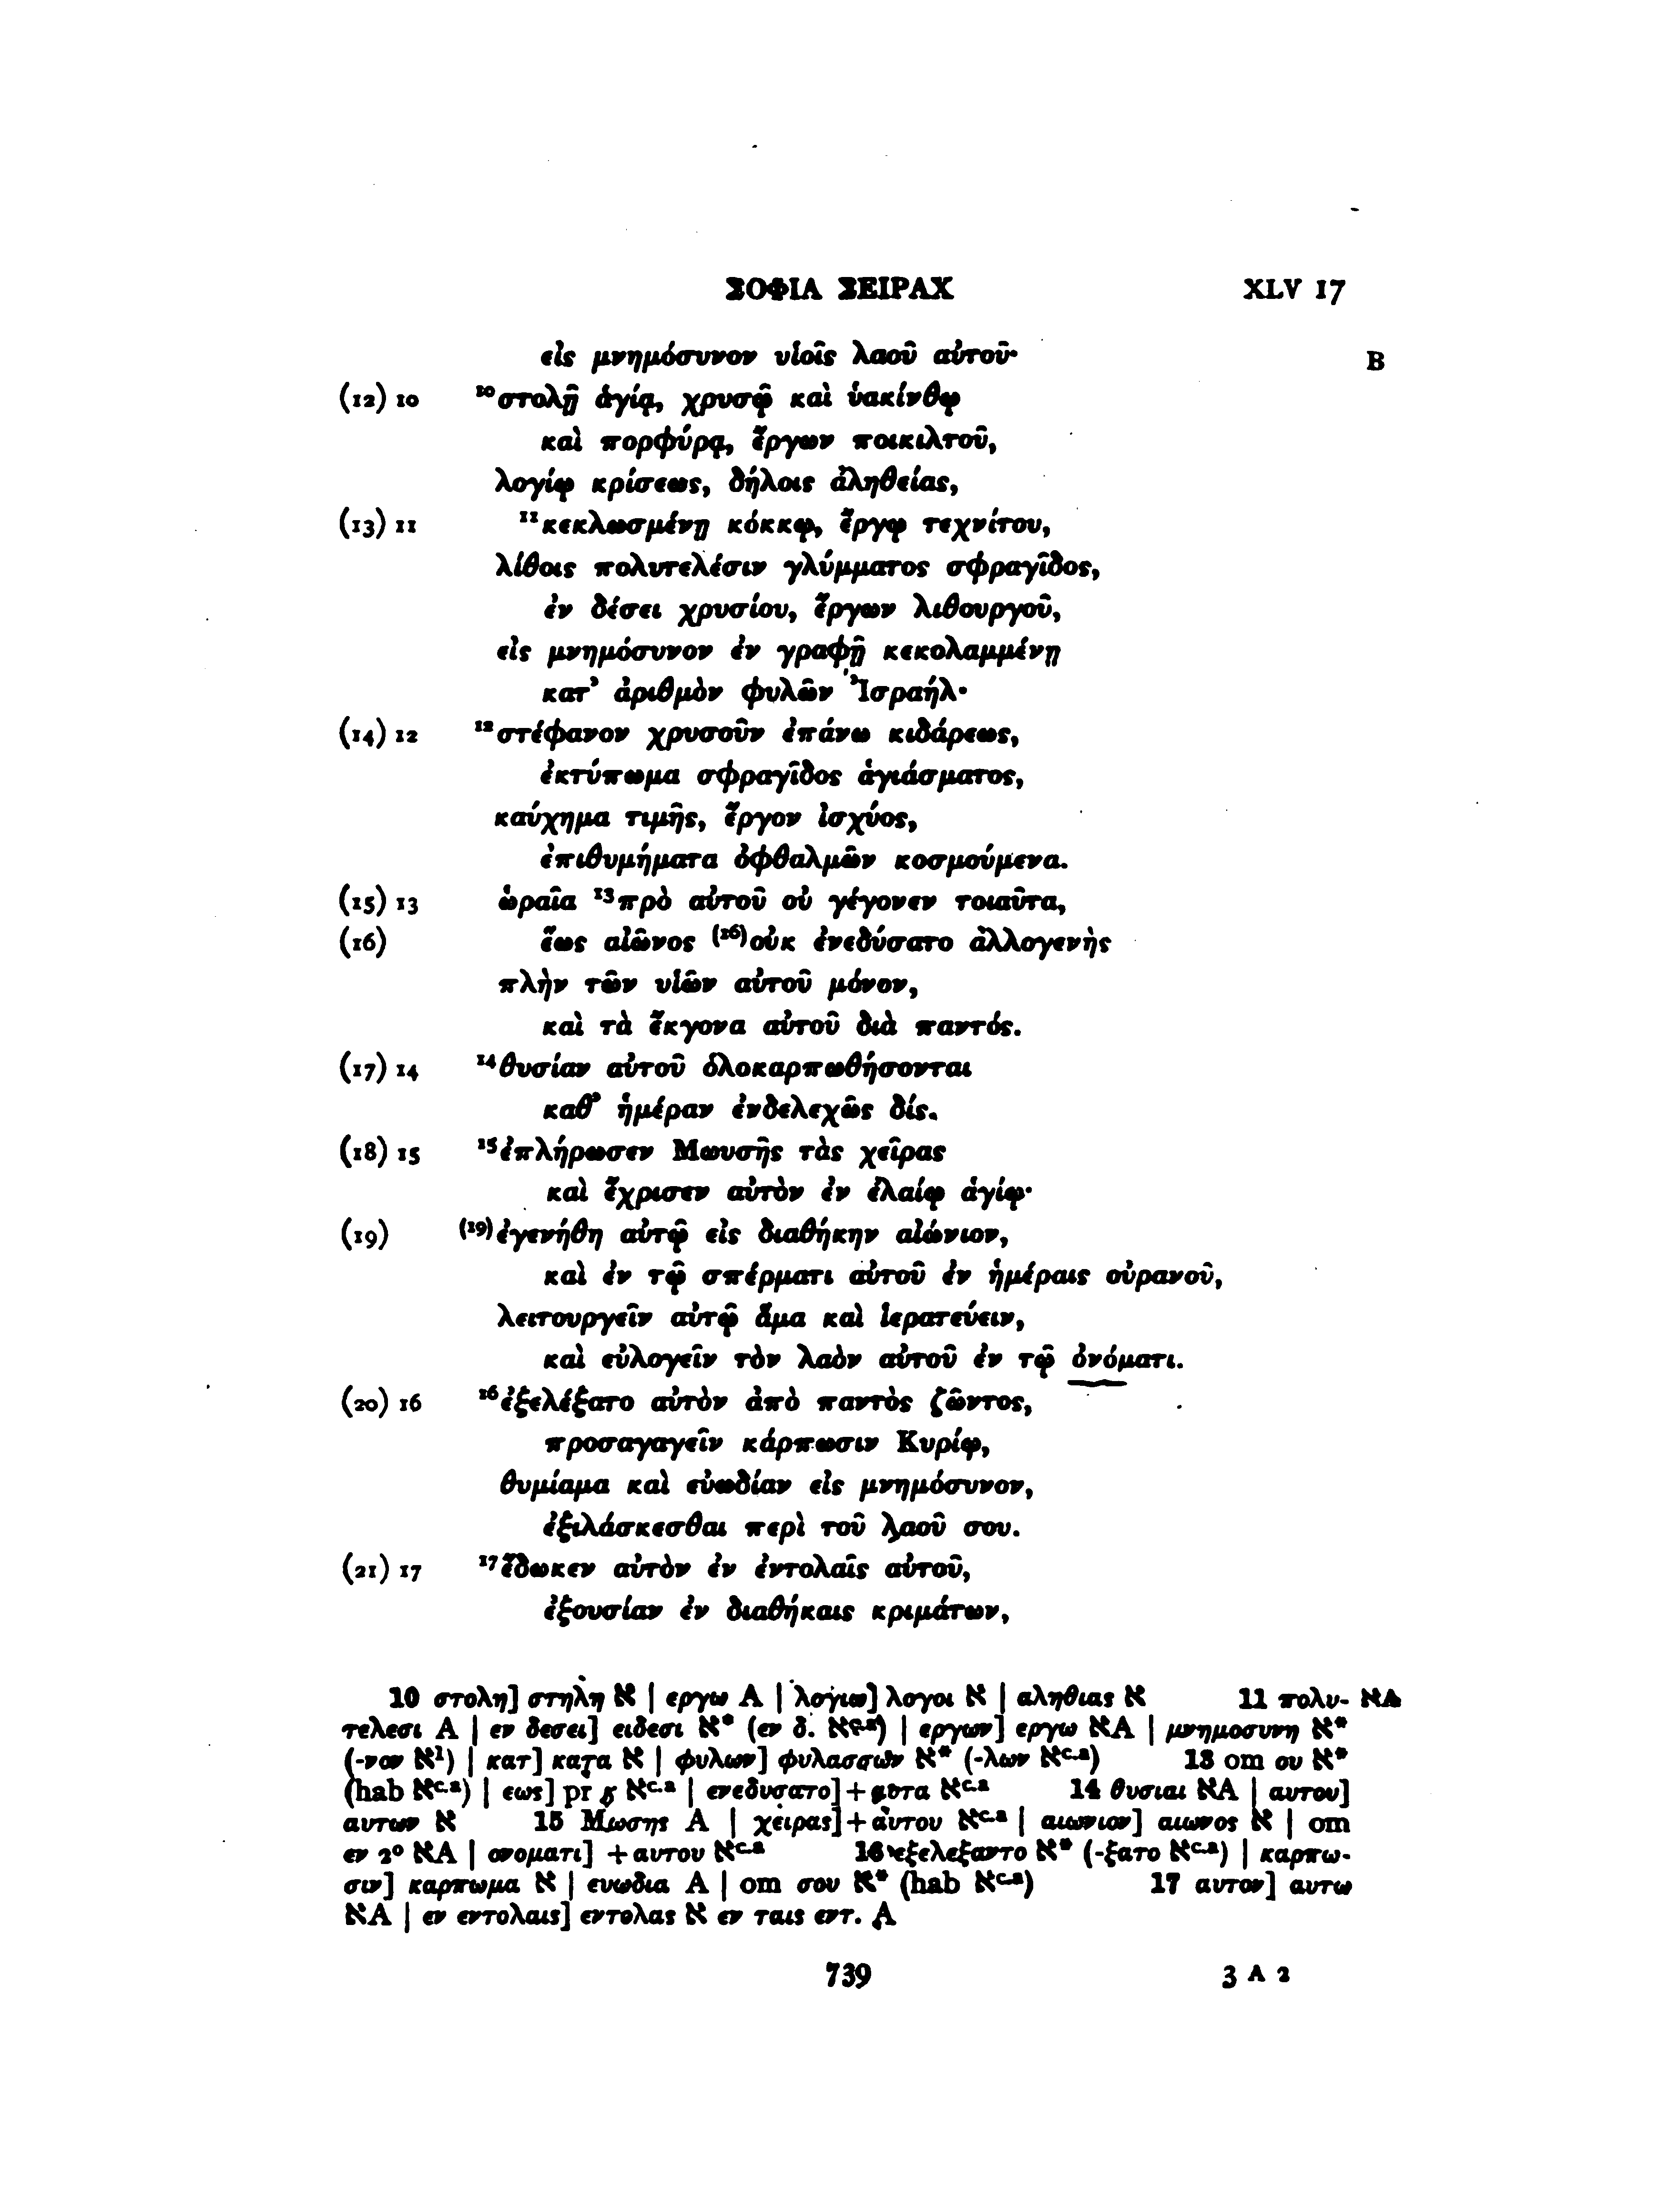 ΣΟΦΙΑ ΣΕΙΡΑΧ XLV 17
εἰς μνημόσυνον υἱοῖς λαοῦ αὐτοῦ· B
(12) 10 ¹⁰στολῇ ἁγίᾳ, χρυσῷ καὶ ὑακίνθῳ
καὶ πορφύρᾳ, ἔργων ποικιλτοῦ,
λογίῳ κρίσεως, δήλοις ἀληθείας,
(13) 11 ¹¹κεκλωσμένῃ κόκκῳ, ἔργῳ τεχνίτου,
λίθοις πολυτελέσιν γλύμματος σφραγῖδος,
ἐν δέσει χρυσίου, ἔργων λιθουργοῦ,
εἰς μνημόσυνον ἐν γραφῇ κεκολαμμένῃ
κατ’ ἀριθμὸν φυλῶν Ἰσραήλ·
(14) 12 ¹²στέφανον χρυσοῦν ἐπάνω κιδάρεως,
ἐκτύπωμα σφραγῖδος ἁγιάσματος,
καύχημα τιμῆς, ἔργον ἰσχύος,
ἐπιθυμήματα ὀφθαλμῶν κοσμούμενα.
(15) 13 ὡραῖα ¹³πρὸ αὐτοῦ οὐ γέγονεν τοιαῦτα,
(16) ἕως αἰῶνος ⁽¹⁶⁾οὐκ ἐνεδύσατο ἀλλογενὴς
πλὴν τῶν υἱῶν αὐτοῦ μόνον,
καὶ τὰ ἔκγονα αὐτοῦ διὰ παντός.
(17) 14 ¹⁴θυσίαν αὐτοῦ ὁλοκαρπωθήσονται
καθ’ ἡμέραν ἐνδελεχῶς δίς.
(18) 15 ¹⁵ἐπλήρωσεν Μωυσῆς τὰς χεῖρας
καὶ ἔχρισεν αὐτὸν ἐν ἐλαίῳ ἁγίῳ·
(19) ⁽¹⁹⁾ἐγενήθη αὐτῷ εἰς διαθήκην αἰώνιον,
καὶ ἐν τῷ σπέρματι αὐτοῦ ἐν ἡμέραις οὐρανοῦ,
λειτουργεῖν αὐτῷ ἅμα καὶ ἱερατεύειν,
καὶ εὐλογεῖν τὸν λαὸν αὐτοῦ ἐν τῷ ὀνόματι.
(20) 16 ¹⁶ἐξελέξατο αὐτὸν ἀπὸ παντὸς ζῶντος,
προσαγαγεῖν κάρπωσιν Κυρίῳ,
θυμίαμα καὶ εὐωδίαν εἰς μνημόσυνον,
ἐξιλάσκεσθαι περὶ τοῦ λαοῦ σου.
(21) 17 ¹⁷ἔδωκεν αὐτὸν ἐν ἐντολαῖς αὐτοῦ,
ἐξουσίαν ἐν διαθήκαις κριμάτων,
10 στολη] στηλη א | εργω A | λογιω] λογοι א | αληθιας א 11 πολυ- אA
τελεσι A | εν δεσει] ειδεσι א* (εν δ. אᶜ·ᵃ) | εργων] εργω אA | μνημοσυνη א*
(-νον א¹) | κατ] κατα א | φυλων] φυλασσων א* (-λων אᶜ·ᵃ) 13 om ου א*
(hab אᶜ·ᵃ) | εως] pr ϗ אᶜ·ᵃ | ενεδυσατο]+αυτα אᶜ·ᵃ 14 θυσιαι אA | αυτου]
αυτων א 15 Μωσης A | χειρας]+αυτου אᶜ·ᵃ | αιωνιον] αιωνος א | om
εν 2° אA | ονοματι] +αυτου אᶜ·ᵃ 16 εξελεξαντο א* (-ξατο אᶜ·ᵃ) | καρπω-
σιν] καρπωμα א | ευωδια A | om σου א* (hab אᶜ·ᵃ) 17 αυτον] αυτω
אA | εν εντολαις] εντολας א εν ταις εντ. A
739 3 A 2